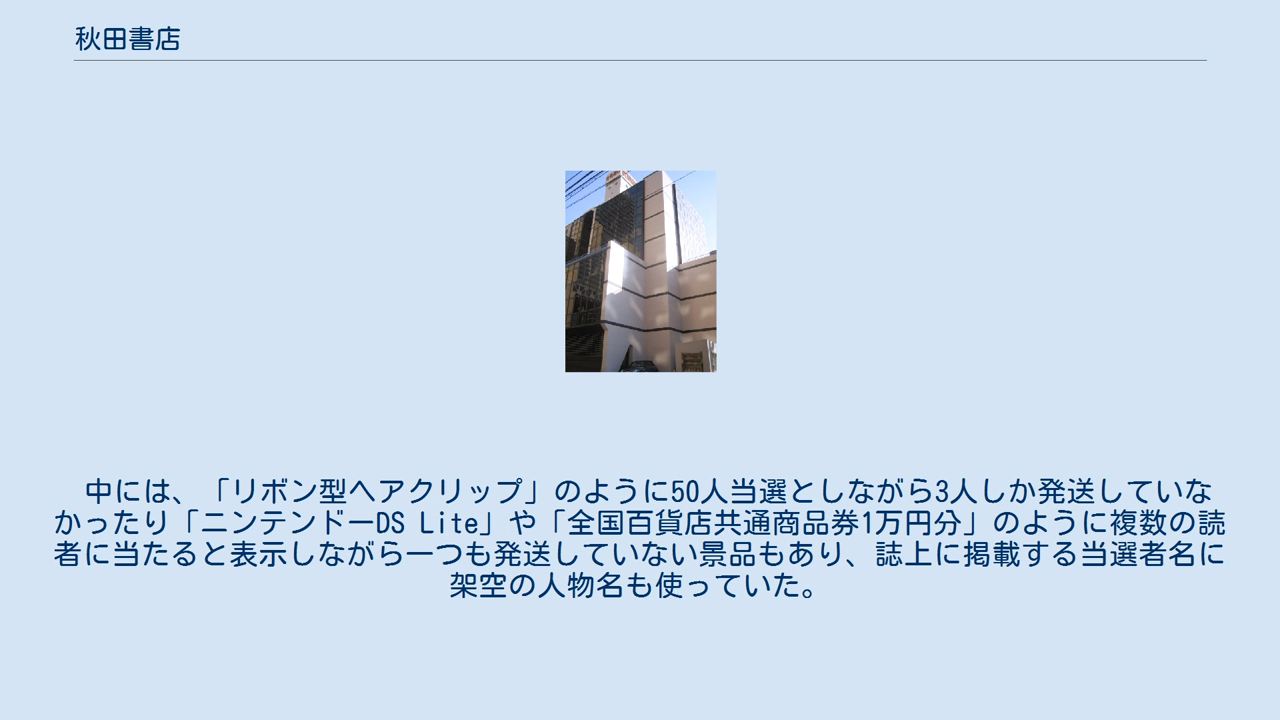 秋田書店
中には、「リボン型ヘアクリップ」のように50人当選としながら3人しか発送していな
かったり「ニンテンドーDS Lite」や「全国百貨店共通商品券1万円分」のように複数の読
者に当たると表示しながら一つも発送していない景品もあり、誌上に掲載する当選者名に
架空の人物名も使っていた。